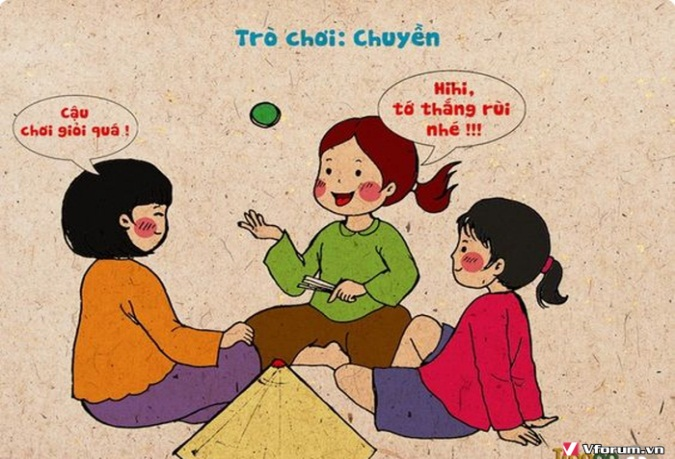 Trò chơi: Chuyền
Cậu
chơi giỏi quá !
Hihi,
tớ thắng rùi
nhé !!!
Vforum.vn